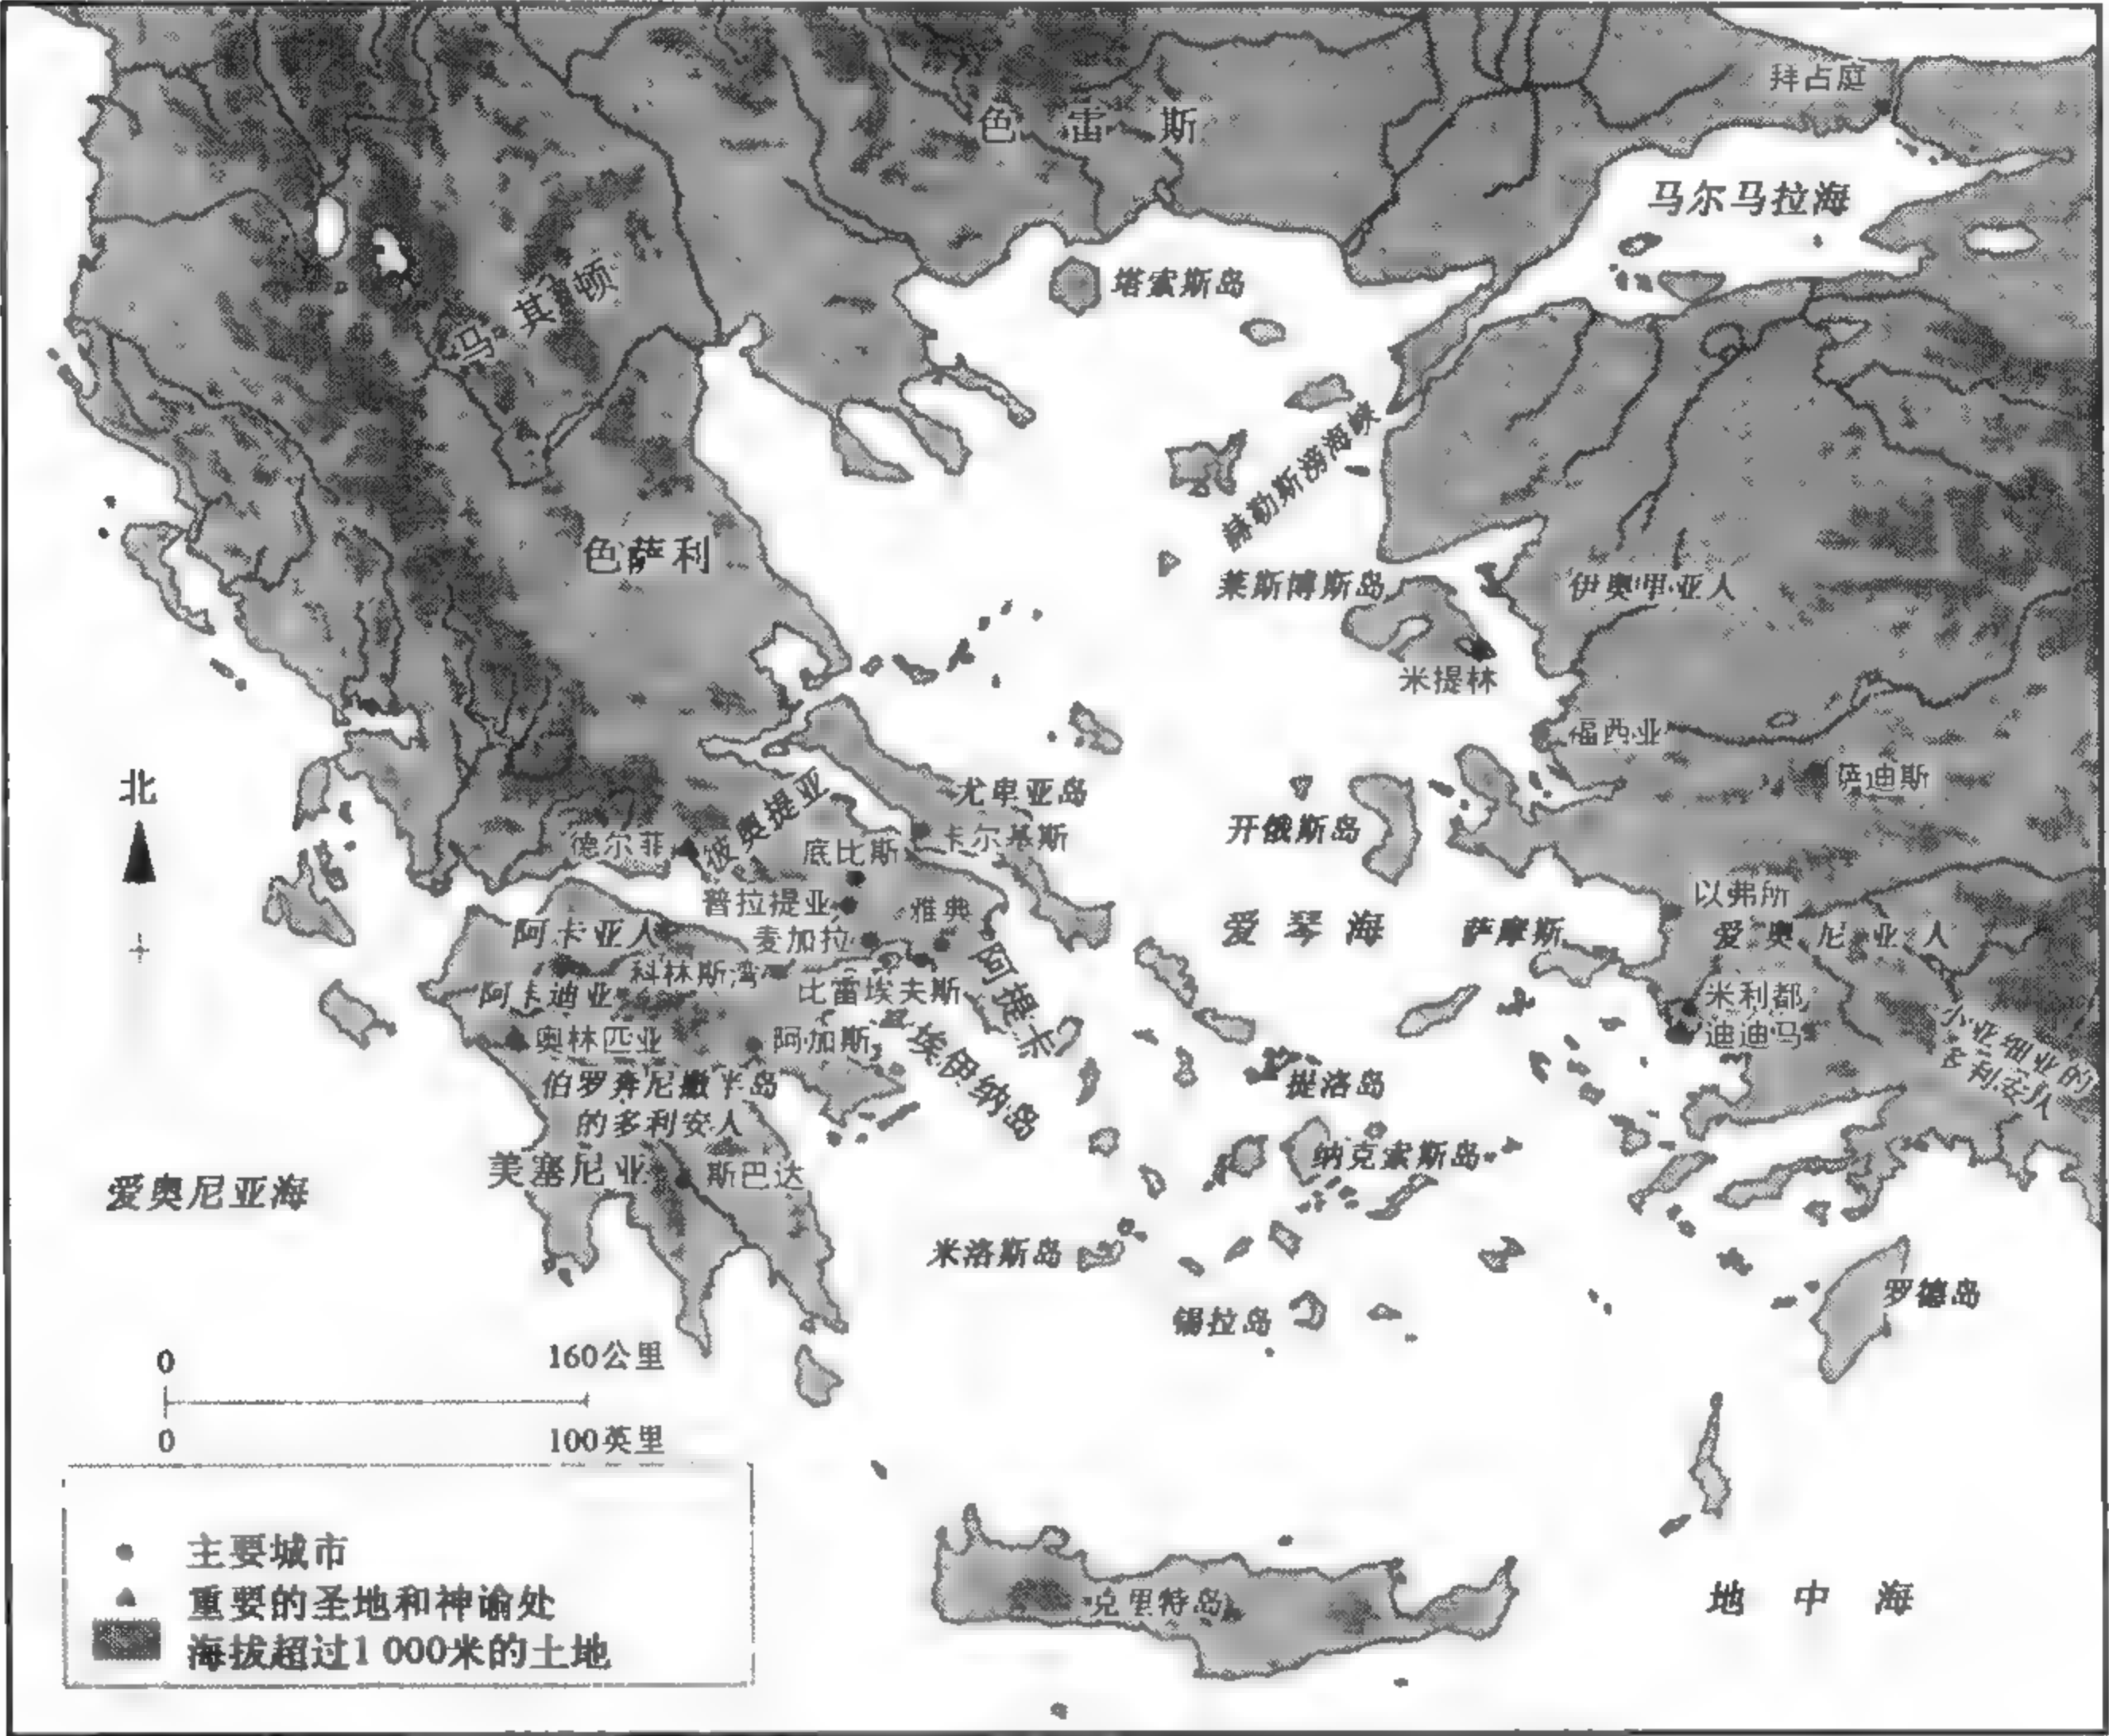 拜占庭
色雷斯
马尔马拉海
塔索斯岛
马其顿
赫勒斯滂海峡
色萨利
莱斯博斯岛
伊奥里亚人
米提林
福西亚
萨迪斯
北
尤卑亚岛
彼奥提亚
开俄斯岛
卡尔基斯
德尔菲
底比斯
以弗所
普拉提亚
雅典
爱琴海
萨摩斯
爱奥尼亚人
阿卡亚人
麦加拉
科林斯湾
阿卡迪亚
比雷埃夫斯
阿提卡
米利都
迪迪马
小亚细亚的
多利安人
奥林匹亚
阿加斯
埃伊纳岛
提洛岛
伯罗奔尼撒半岛
的多利安人
纳克索斯岛
美塞尼亚
斯巴达
爱奥尼亚海
米洛斯岛
罗德岛
锡拉岛
0 160公里
0 100英里
主要城市
重要的圣地和神谕处
海拔超过1 000米的土地
克里特岛
地中海